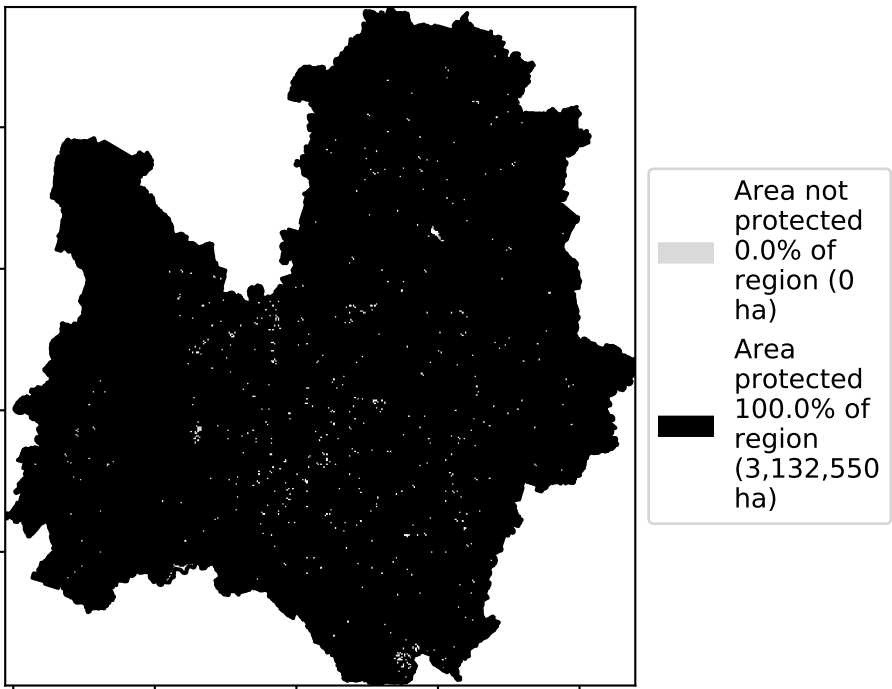 Area not
protected
0.0% of
region (0
ha)
Area
protected
100.0% of
region
(3,132,550
ha)